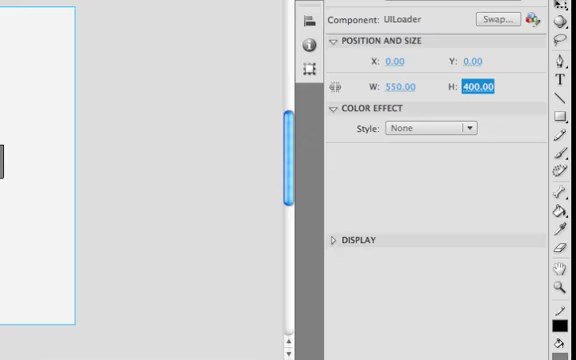 Component: UILoader Swap...
POSITION AND SIZE
X: 0.00 Y: 0.00
W: 550.00 H: 400.00
COLOR EFFECT
Style: None
DISPLAY